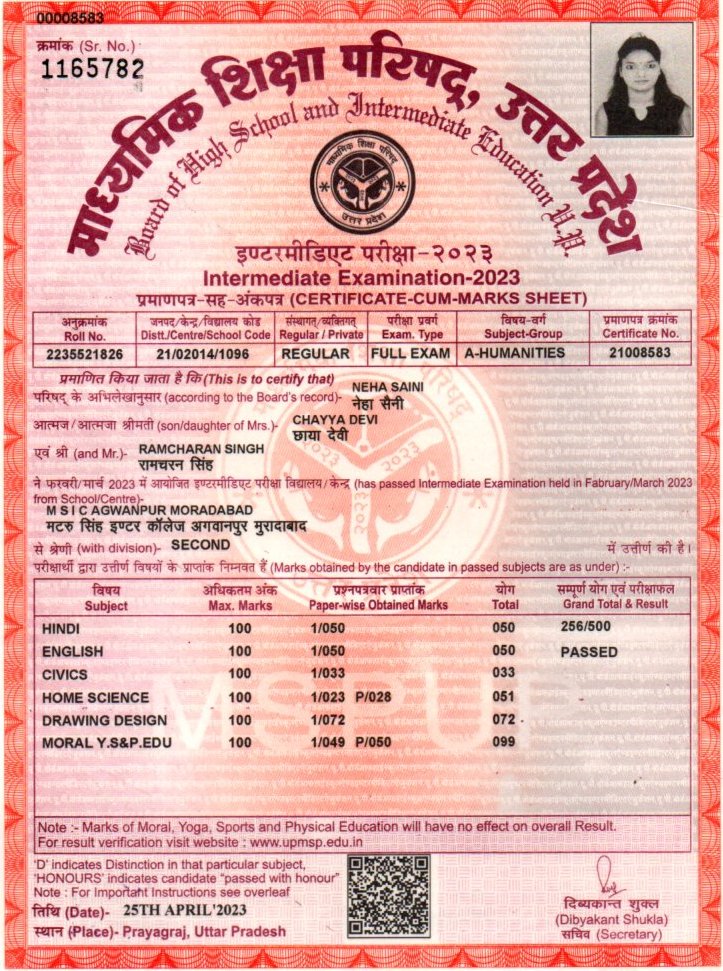 00008583
क्रमांक (Sr. No.)
1165782
माध्यमिक शिक्षा परिषद्, उत्तर प्रदेश
Board of High School and Intermediate Education U.P.
माध्यमिक शिक्षा परिषद्
उत्तर प्रदेश
इण्टरमीडिएट परीक्षा-२०२३
Intermediate Examination-2023
प्रमाणपत्र-सह-अंकपत्र (CERTIFICATE-CUM-MARKS SHEET)
अनुक्रमांक जनपद/केन्द्र/विद्यालय कोड संस्थागत/व्यक्तिगत परीक्षा प्रवर्ग विषय-वर्ग प्रमाणपत्र क्रमांक
Roll No. Distt./Centre/School Code Regular / Private Exam. Type Subject-Group Certificate No.
2235521826 21/02014/1096 REGULAR FULL EXAM A-HUMANITIES 21008583
प्रमाणित किया जाता है कि (This is to certify that)
NEHA SAINI
परिषद् के अभिलेखानुसार (according to the Board's record)- नेहा सैनी
CHAYYA DEVI
आत्मज/आत्मजा श्रीमती (son/daughter of Mrs.)- छाया देवी
एवं श्री (and Mr.)- RAMCHARAN SINGH
रामचरन सिंह
ने फरवरी/मार्च 2023 में आयोजित इण्टरमीडिएट परीक्षा विद्यालय/केन्द्र (has passed Intermediate Examination held in Fabruary/March 2023
from School/Centre)-
M S I C AGWANPUR MORADABAD
मटरु सिंह इण्टर कॉलेज अगवानपुर मुरादाबाद
से श्रेणी (with division)- SECOND में उत्तीर्ण की है।
परीक्षार्थी द्वारा उत्तीर्ण विषयों के प्राप्तांक निम्नवत हैं (Marks obtained by the candidate in passed subjects are as under) :-
विषय अधिकतम अंक प्रश्नपत्रवार प्राप्तांक योग सम्पूर्ण योग एवं परीक्षाफल
Subject Max. Marks Paper-wise Obtained Marks Total Grand Total & Result
HINDI 100 1/050 050 256/500
ENGLISH 100 1/050 050 PASSED
CIVICS 100 1/033 033
HOME SCIENCE 100 1/023 P/028 051
DRAWING DESIGN 100 1/072 072
MORAL Y.S&P.EDU 100 1/049 P/050 099
MSPUP
Note :- Marks of Moral, Yoga, Sports and Physical Education will have no effect on overall Result.
For result verification visit website : www.upmsp.edu.in
'D' indicates Distinction in that particular subject,
'HONOURS' indicates candidate "passed with honour"
Note : For Important Instructions see overleaf
तिथि (Date)- 25TH APRIL'2023
स्थान (Place)- Prayagraj, Uttar Pradesh
दिब्यकान्त शुक्ल
(Dibyakant Shukla)
सचिव (Secretary)